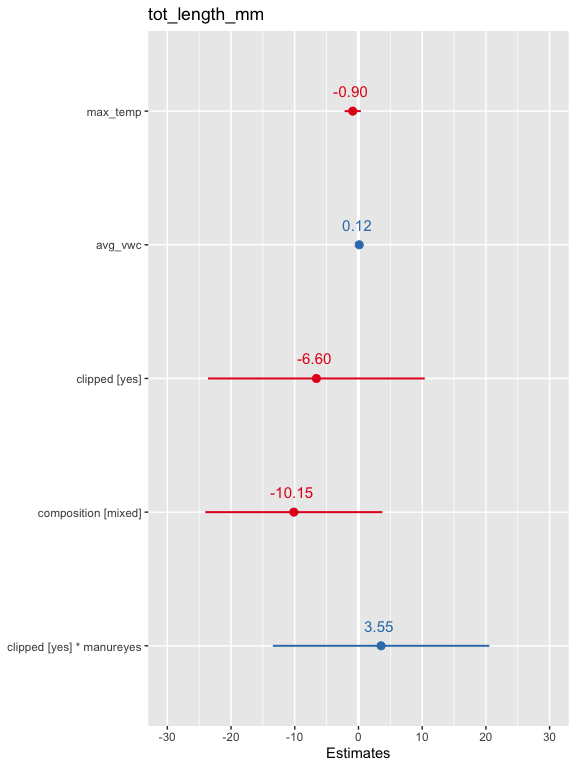 tot_length_mm
-0.90
max_temp
0.12
avg_vwc
-6.60
clipped [yes]
-10.15
composition [mixed]
3.55
clipped [yes] * manureyes
-30 -20 -10 0 10 20 30
Estimates